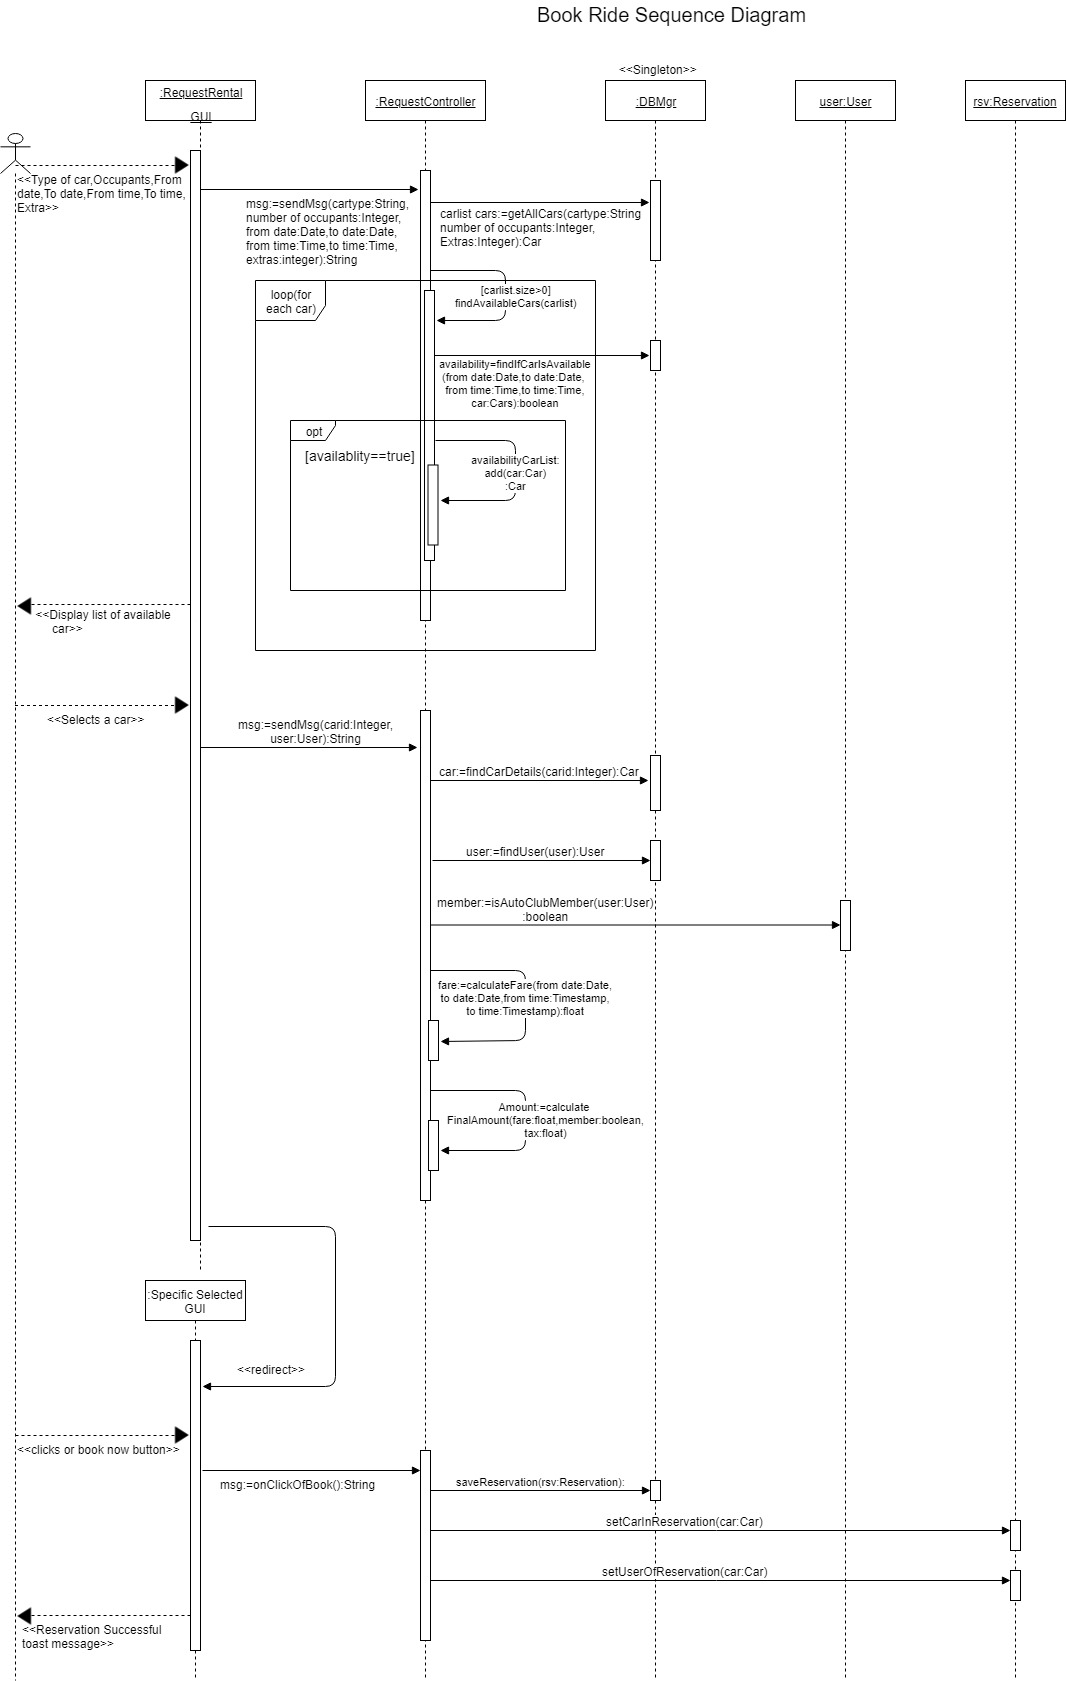 Book Ride Sequence Diagram
<<Singleton>>
:RequestRental
GUI
:RequestController
:DBMgr
user:User
rsv:Reservation
<<Type of car,Occupants,From
date,To date,From time,To time,
Extra>>
msg:=sendMsg(cartype:String,
number of occupants:Integer,
from date:Date,to date:Date,
from time:Time,to time:Time,
extras:integer):String
carlist cars:=getAllCars(cartype:String
number of occupants:Integer,
Extras:Integer):Car
loop(for
each car)
[carlist.size>0]
findAvailableCars(carlist)
availability=findIfCarIsAvailable
(from date:Date,to date:Date,
from time:Time,to time:Time,
car:Cars):boolean
opt
[availablity==true]
availabilityCarList:
add(car:Car)
:Car
<<Display list of available
car>>
<<Selects a car>>
msg:=sendMsg(carid:Integer,
user:User):String
car:=findCarDetails(carid:Integer):Car
user:=findUser(user):User
member:=isAutoClubMember(user:User)
:boolean
fare:=calculateFare(from date:Date,
to date:Date,from time:Timestamp,
to time:Timestamp):float
Amount:=calculate
FinalAmount(fare:float,member:boolean,
tax:float)
:Specific Selected
GUI
<<redirect>>
<<clicks or book now button>>
msg:=onClickOfBook():String
saveReservation(rsv:Reservation):
setCarInReservation(car:Car)
setUserOfReservation(car:Car)
<<Reservation Successful
toast message>>